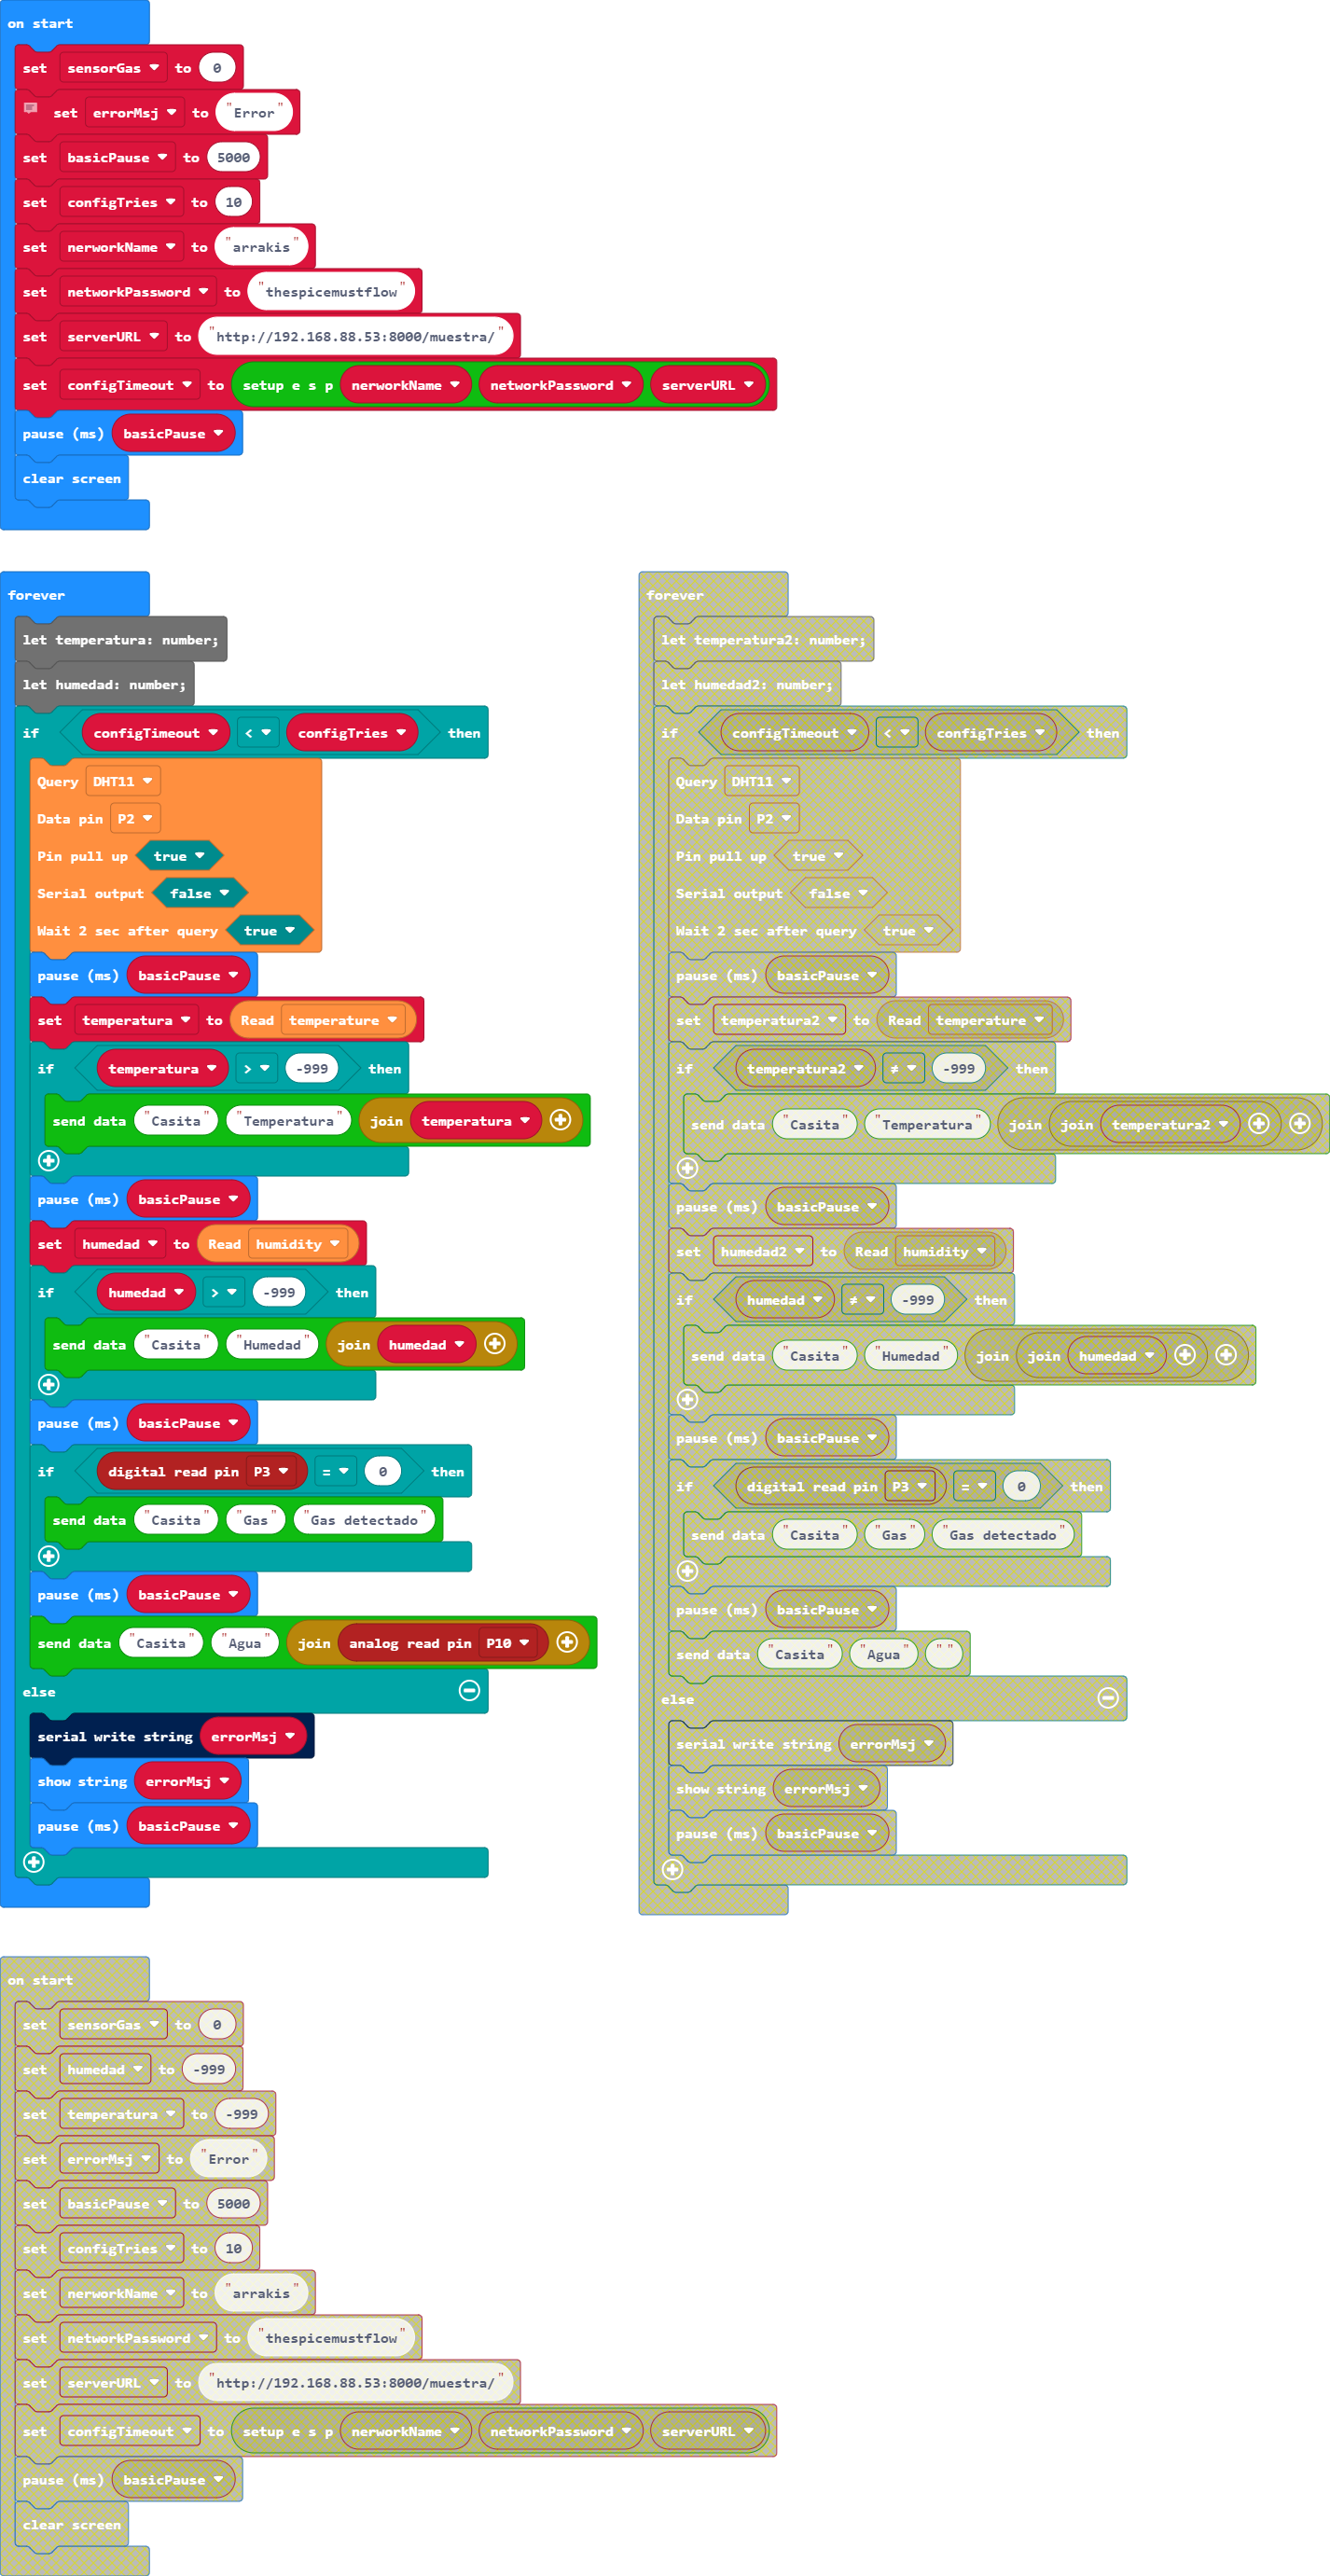 on start
set sensorGas to 0
set errorMsj to "Error"
set basicPause to 5000
set configTries to 10
set nerworkName to "arrakis"
set networkPassword to "thespicemustflow"
set serverURL to "http://192.168.88.53:8000/muestra/"
set configTimeout to setup e s p nerworkName networkPassword serverURL
pause (ms) basicPause
clear screen
forever
let temperatura: number;
let humedad: number;
if configTimeout < configTries then
Query DHT11
Data pin P2
Pin pull up true
Serial output false
Wait 2 sec after query true
pause (ms) basicPause
set temperatura to Read temperature
if temperatura > -999 then
send data "Casita" "Temperatura" join temperatura
pause (ms) basicPause
set humedad to Read humidity
if humedad > -999 then
send data "Casita" "Humedad" join humedad
pause (ms) basicPause
if digital read pin P3 = 0 then
send data "Casita" "Gas" "Gas detectado"
pause (ms) basicPause
send data "Casita" "Agua" join analog read pin P10
else
serial write string errorMsj
show string errorMsj
pause (ms) basicPause
forever
let temperatura2: number;
let humedad2: number;
if configTimeout < configTries then
Query DHT11
Data pin P2
Pin pull up true
Serial output false
Wait 2 sec after query true
pause (ms) basicPause
set temperatura2 to Read temperature
if temperatura2 ≠ -999 then
send data "Casita" "Temperatura" join join temperatura2
pause (ms) basicPause
set humedad2 to Read humidity
if humedad ≠ -999 then
send data "Casita" "Humedad" join join humedad
pause (ms) basicPause
if digital read pin P3 = 0 then
send data "Casita" "Gas" "Gas detectado"
pause (ms) basicPause
send data "Casita" "Agua" " "
else
serial write string errorMsj
show string errorMsj
pause (ms) basicPause
on start
set sensorGas to 0
set humedad to -999
set temperatura to -999
set errorMsj to "Error"
set basicPause to 5000
set configTries to 10
set nerworkName to "arrakis"
set networkPassword to "thespicemustflow"
set serverURL to "http://192.168.88.53:8000/muestra/"
set configTimeout to setup e s p nerworkName networkPassword serverURL
pause (ms) basicPause
clear screen